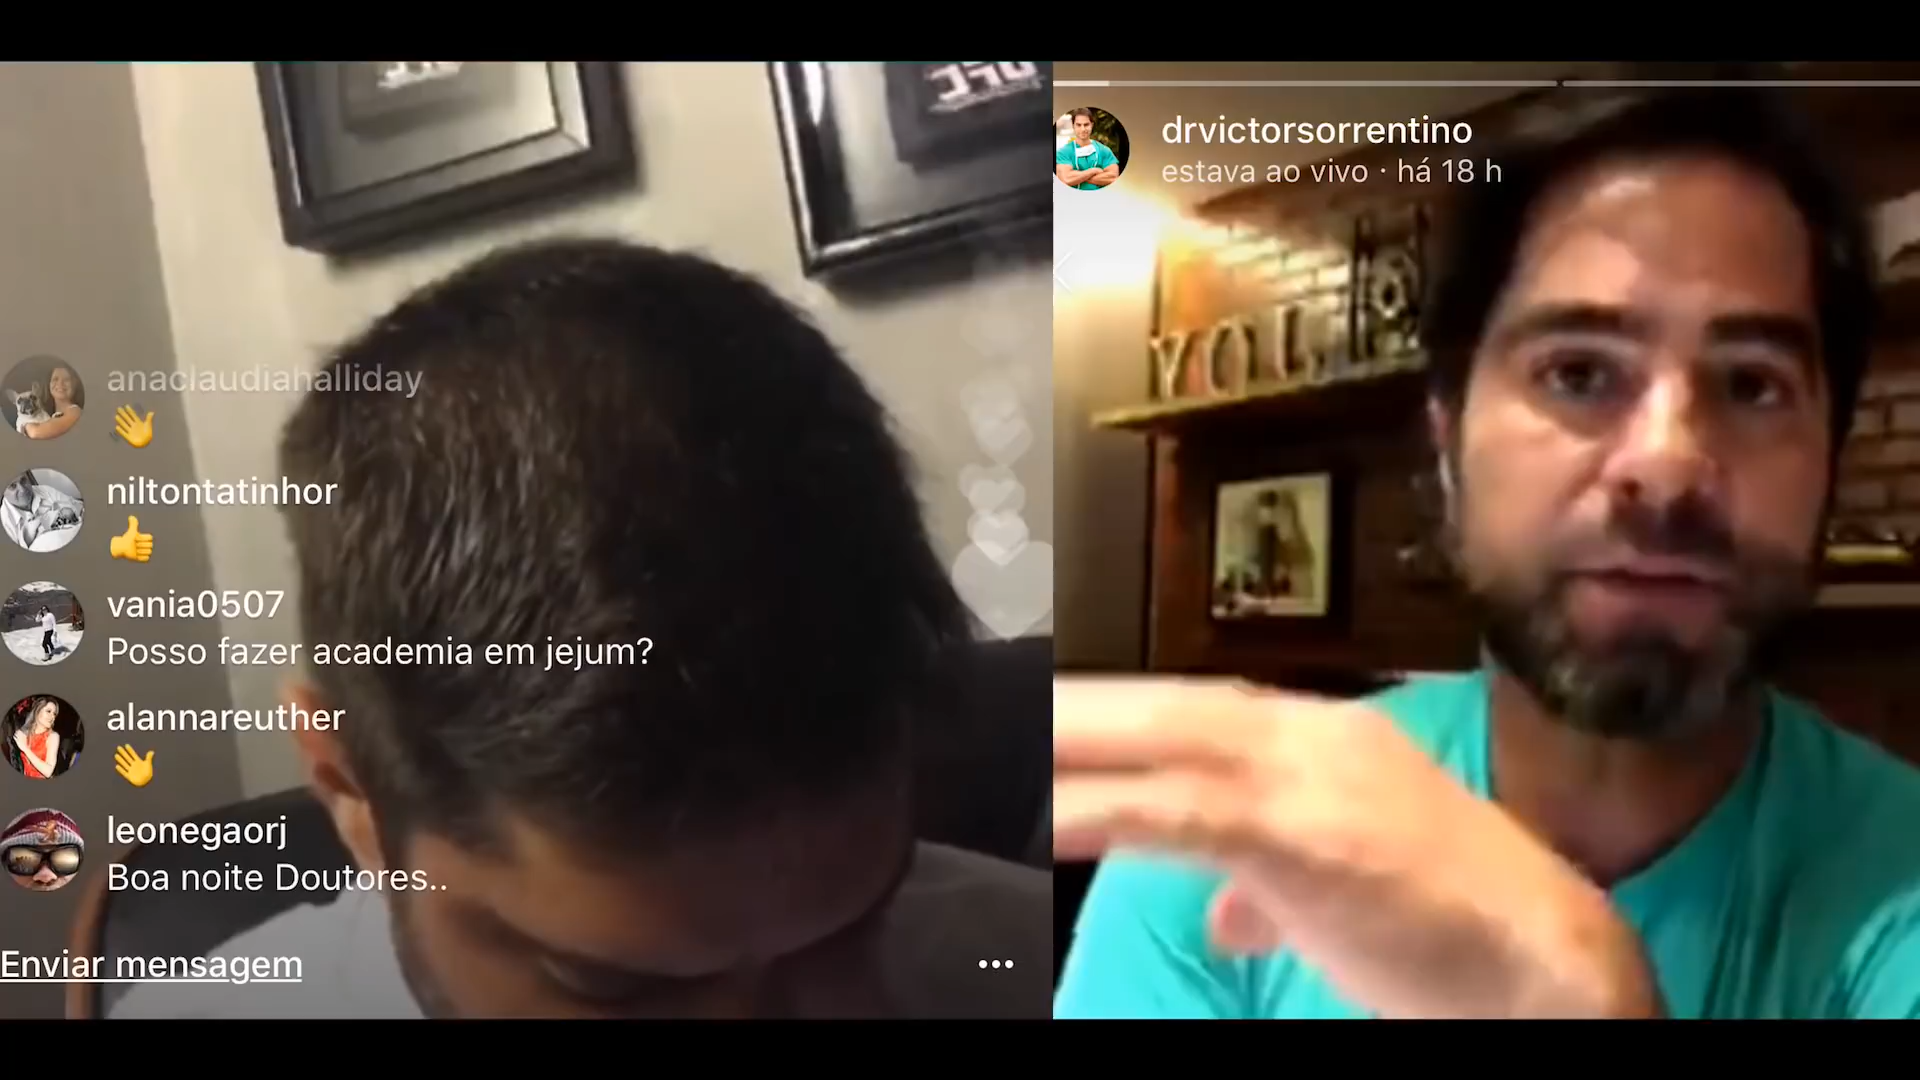 UFC
drvictorsorrentino
estava ao vivo · há 18 h
anaclaudiahalliday
👋
niltontatinhor
👍
vania0507
Posso fazer academia em jejum?
alannareuther
👋
leonegaorj
Boa noite Doutores..
Enviar mensagem